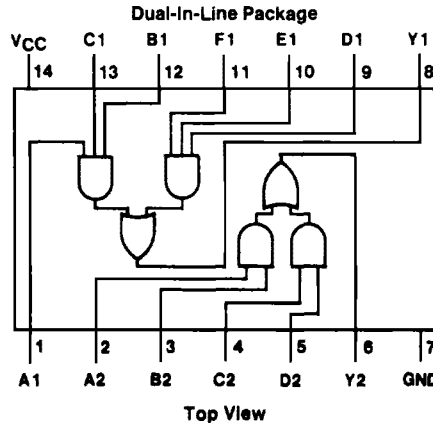 Dual-In-Line Package
VCC C1 B1 F1 E1 D1 Y1
14 13 12 11 10 9 8
1 2 3 4 5 6 7
A1 A2 B2 C2 D2 Y2 GND
Top View